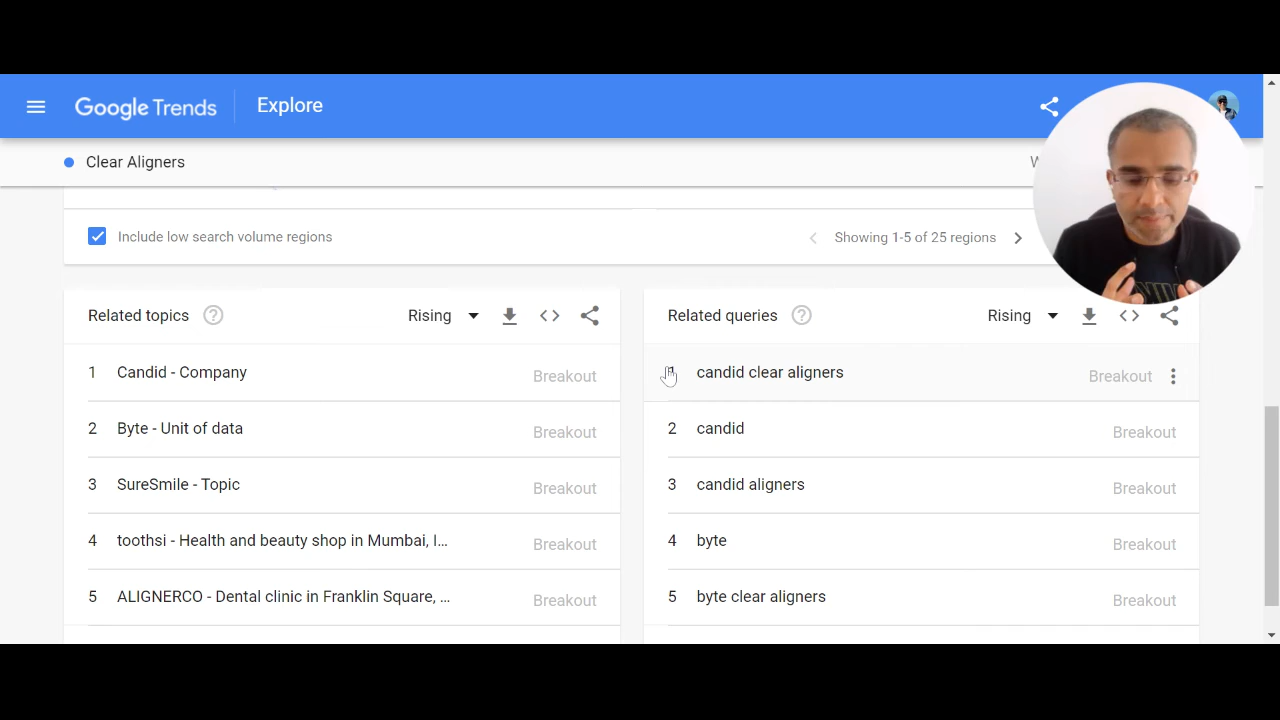 Google Trends
Explore
Clear Aligners
Include low search volume regions
Showing 1-5 of 25 regions
Related topics
Rising
Related queries
Rising
1 Candid - Company Breakout
2 Byte - Unit of data Breakout
3 SureSmile - Topic Breakout
4 toothsi - Health and beauty shop in Mumbai, I... Breakout
5 ALIGNERCO - Dental clinic in Franklin Square, ... Breakout
candid clear aligners Breakout
2 candid Breakout
3 candid aligners Breakout
4 byte Breakout
5 byte clear aligners Breakout